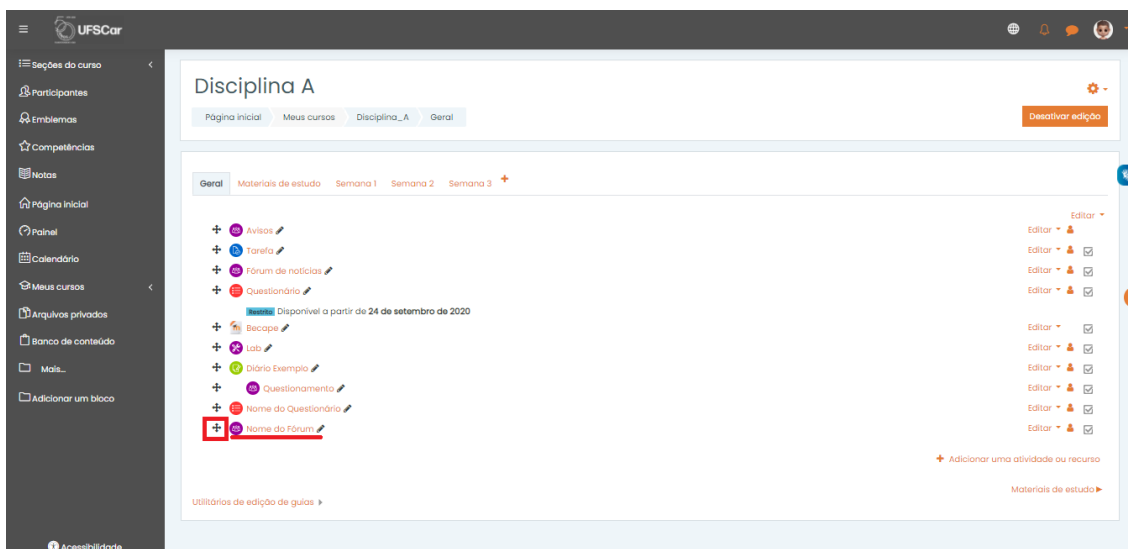 UFSCar
Seções do curso
Participantes
Emblemas
Competências
Notas
Página inicial
Painel
Calendário
Meus cursos
Arquivos privados
Banco de conteúdo
Mais...
Adicionar um bloco
Acessibilidade
Disciplina A
Página inicial Meus cursos Disciplina_A Geral
Desativar edição
Geral Materiais de estudo Semana 1 Semana 2 Semana 3
Editar
Avisos Editar
Tarefa Editar
Fórum de notícias Editar
Questionário Editar
Restrito Disponível a partir de 24 de setembro de 2020
Becape Editar
Lab Editar
Diário Exemplo Editar
Questionamento Editar
Nome do Questionário Editar
Nome do Fórum Editar
Adicionar uma atividade ou recurso
Materiais de estudo
Utilitários de edição de guias